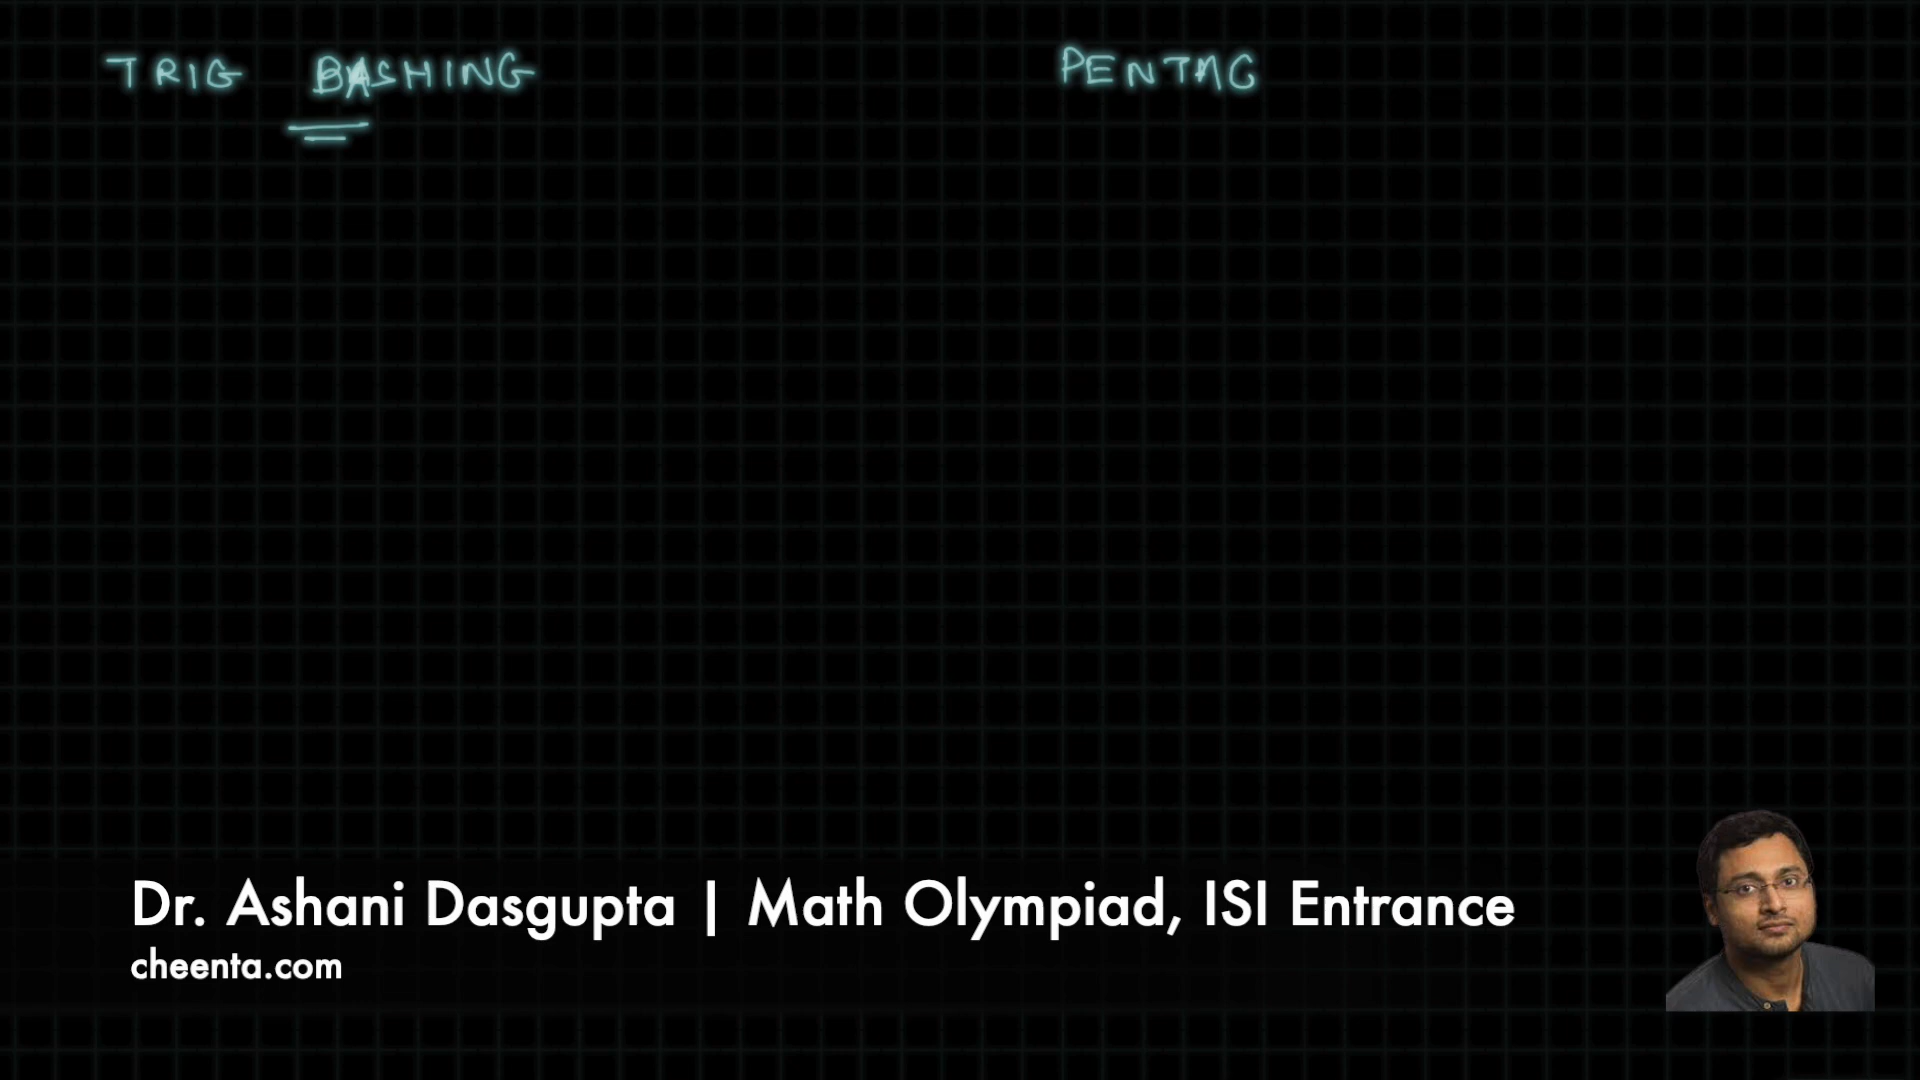 TRIG BASHING PENTAG
Dr. Ashani Dasgupta | Math Olympiad, ISI Entrance
cheenta.com